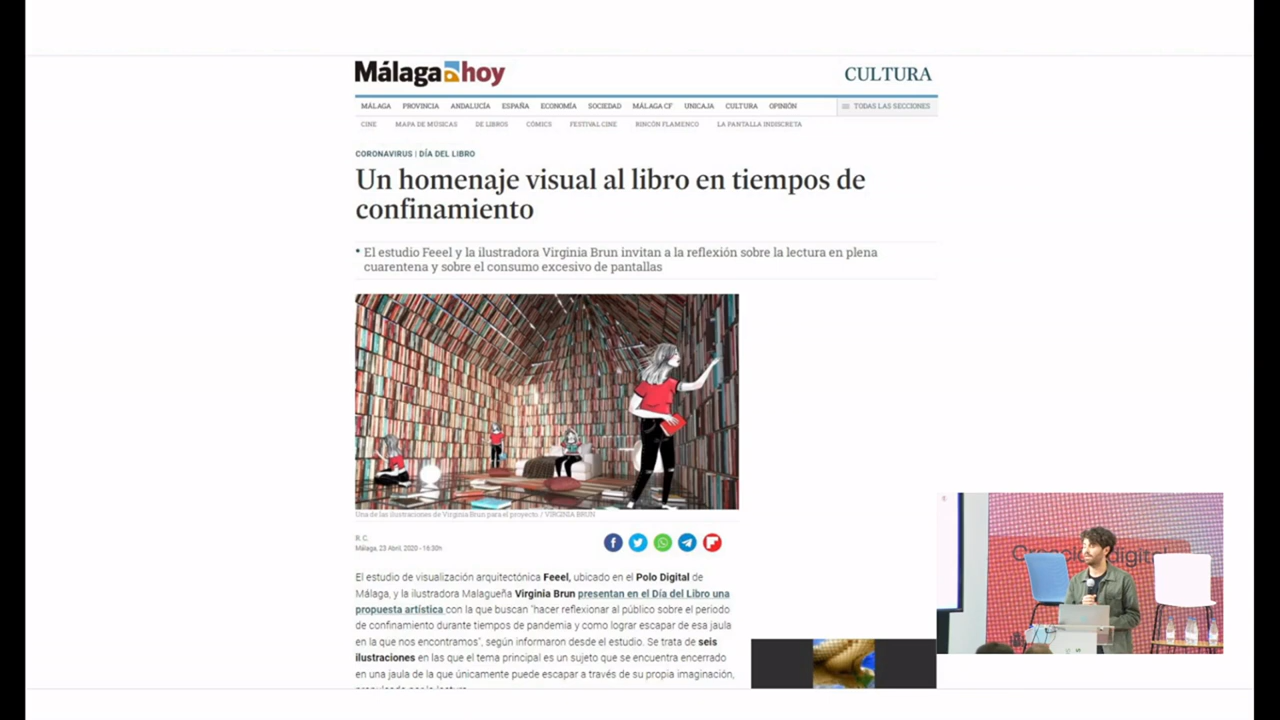 Málaga hoy
CULTURA
MÁLAGA PROVINCIA ANDALUCÍA ESPAÑA ECONOMÍA SOCIEDAD MÁLAGA CF UNICAJA CULTURA OPINIÓN TODAS LAS SECCIONES
CINE MAPA DE MÚSICAS DE LIBROS CÓMICS FESTIVAL CINE RINCÓN FLAMENCO LA PANTALLA INDISCRETA
CORONAVIRUS | DÍA DEL LIBRO
Un homenaje visual al libro en tiempos de
confinamiento
• El estudio Feeel y la ilustradora Virginia Brun invitan a la reflexión sobre la lectura en plena
cuarentena y sobre el consumo excesivo de pantallas
Una de las ilustraciones de Virginia Brun para el proyecto / VIRGINIA BRUN
R. C.
Málaga, 23 Abril, 2020 - 16:30h
El estudio de visualización arquitectónica Feeel, ubicado en el Polo Digital de
Málaga, y la ilustradora Malagueña Virginia Brun presentan en el Día del Libro una
propuesta artística con la que buscan "hacer reflexionar al público sobre el periodo
de confinamiento durante tiempos de pandemia y como lograr escapar de esa jaula
en la que nos encontramos", según informaron desde el estudio. Se trata de seis
ilustraciones en las que el tema principal es un sujeto que se encuentra encerrado
en una jaula de la que únicamente puede escapar a través de su propia imaginación,
digital